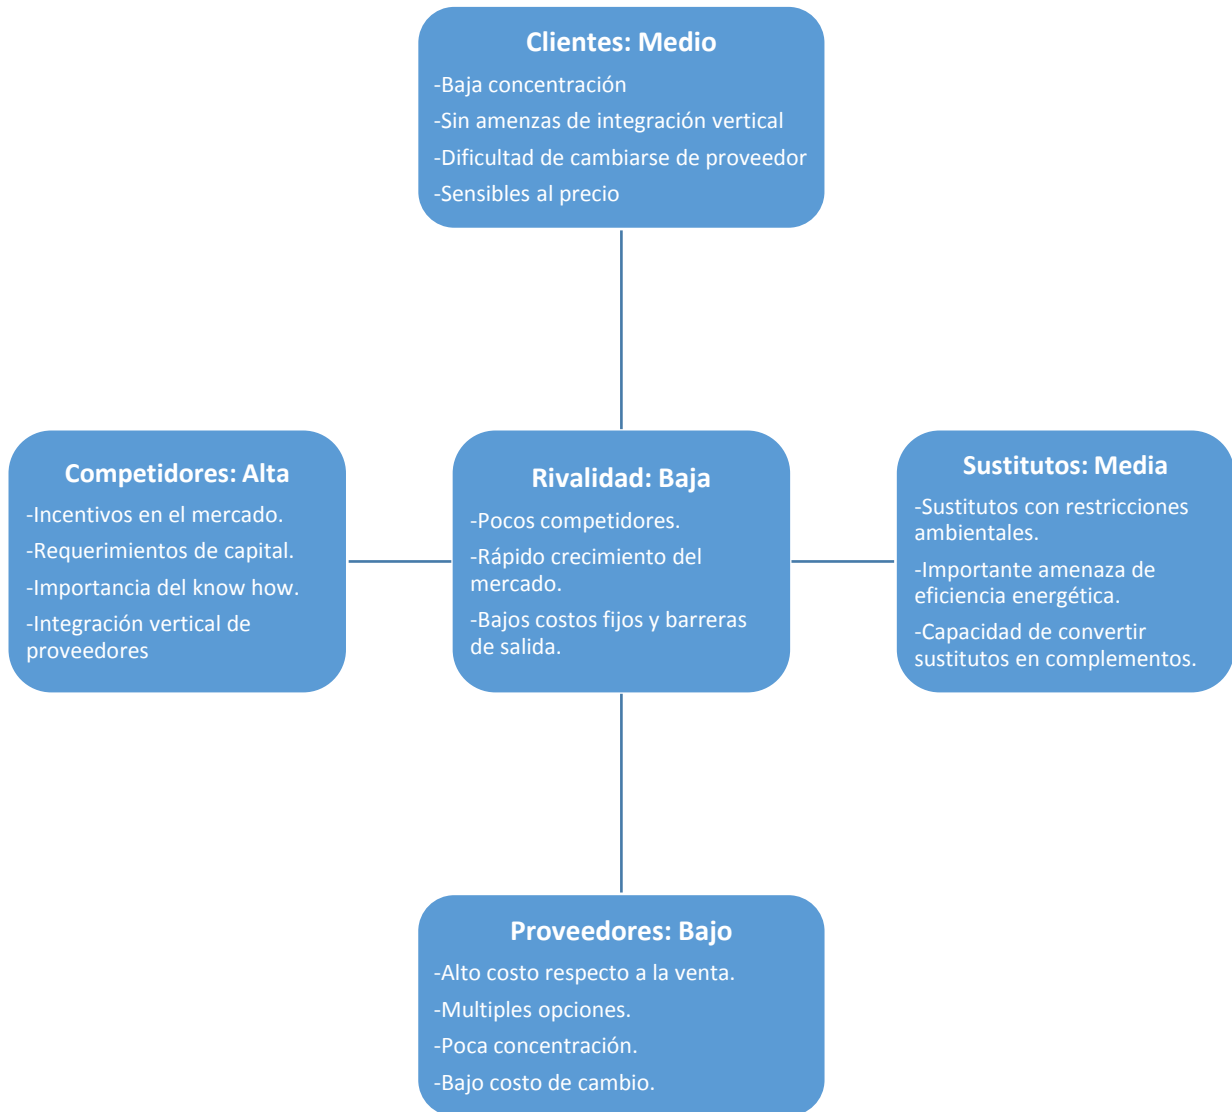 Clientes: Medio
-Baja concentración
-Sin amenzas de integración vertical
-Dificultad de cambiarse de proveedor
-Sensibles al precio
Competidores: Alta
-Incentivos en el mercado.
-Requerimientos de capital.
-Importancia del know how.
-Integración vertical de
proveedores
Rivalidad: Baja
-Pocos competidores.
-Rápido crecimiento del
mercado.
-Bajos costos fijos y barreras
de salida.
Sustitutos: Media
-Sustitutos con restricciones
ambientales.
-Importante amenaza de
eficiencia energética.
-Capacidad de convertir
sustitutos en complementos.
Proveedores: Bajo
-Alto costo respecto a la venta.
-Multiples opciones.
-Poca concentración.
-Bajo costo de cambio.